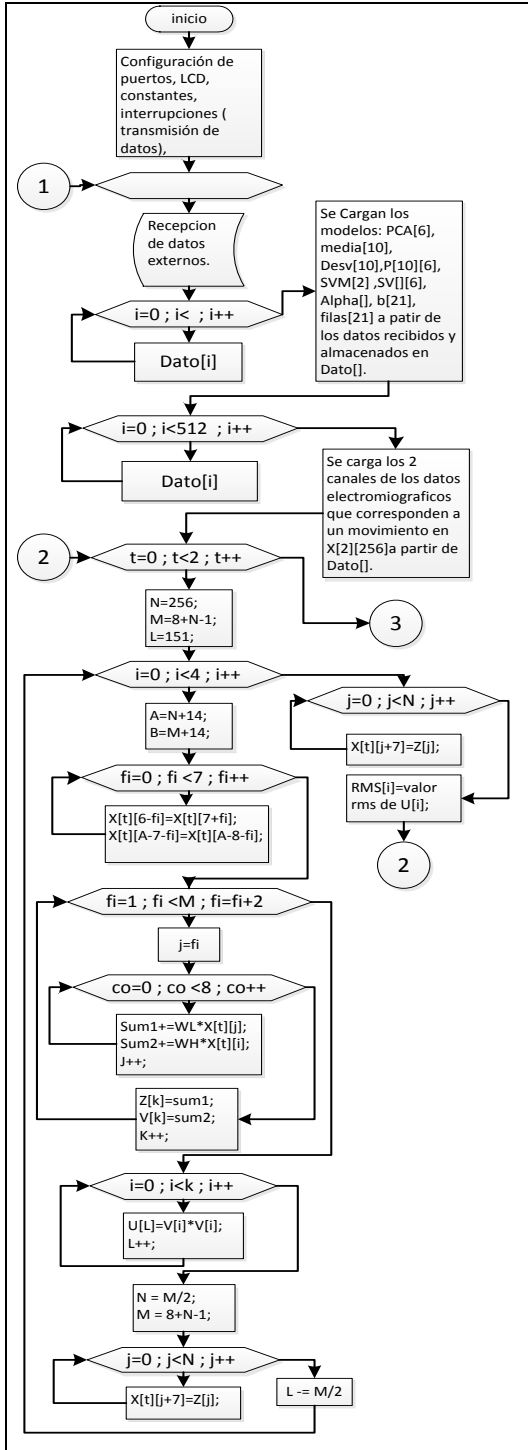 inicio
Configuración de
puertos, LCD,
constantes,
interrupciones (
transmisión de
datos),
1
Recepcion
de datos
externos.
i=0 ; i< ; i++
Dato[i]
Se Cargan los
modelos: PCA[6],
media[10],
Desv[10],P[10][6],
SVM[2] ,SV[][6],
Alpha[], b[21],
filas[21] a patir de
los datos recibidos y
almacenados en
Dato[].
i=0 ; i<512 ; i++
Dato[i]
Se carga los 2
canales de los datos
electromiograficos
que corresponden a
un movimiento en
X[2][256]a partir de
Dato[].
2
t=0 ; t<2 ; t++
3
N=256;
M=8+N-1;
L=151;
i=0 ; i<4 ; i++
A=N+14;
B=M+14;
j=0 ; j<N ; j++
X[t][j+7]=Z[j];
RMS[i]=valor
rms de U[i];
2
fi=0; fi <7 ; fi++
X[t][6-fi]=X[t][7+fi];
X[t][A-7-fi]=X[t][A-8-fi];
fi=1 ; fi <M ; fi=fi+2
j=fi
co=0; co <8 ; co++
Sum1+=WL*X[t][j];
Sum2+=WH*X[t][i];
J++;
Z[k]=sum1;
V[k]=sum2;
K++;
i=0 ; i<k ; i++
U[L]=V[i]*V[i];
L++;
N = M/2;
M = 8+N-1;
j=0 ; j<N ; j++
X[t][j+7]=Z[j];
L -= M/2